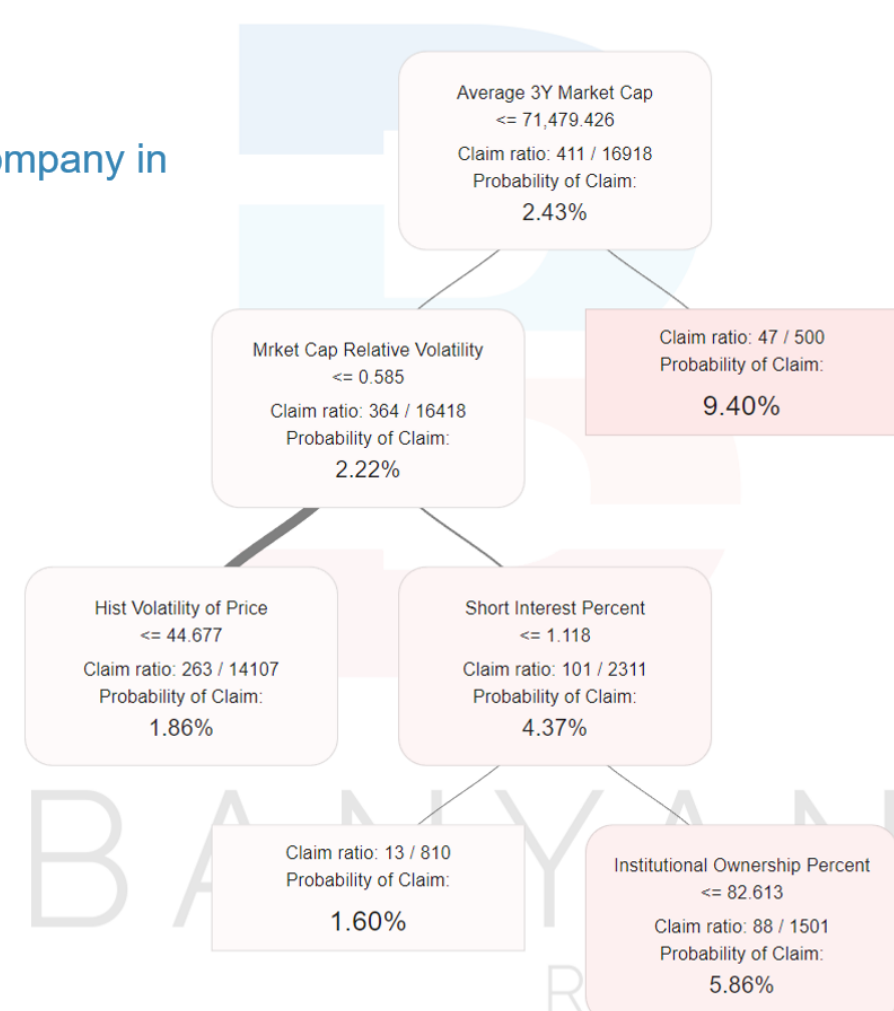 ompany in
Average 3Y Market Cap
<= 71,479.426
Claim ratio: 411 / 16918
Probability of Claim:
2.43%
Mrket Cap Relative Volatility
<= 0.585
Claim ratio: 364 / 16418
Probability of Claim:
2.22%
Claim ratio: 47 / 500
Probability of Claim:
9.40%
Hist Volatility of Price
<= 44.677
Claim ratio: 263 / 14107
Probability of Claim:
1.86%
Short Interest Percent
<= 1.118
Claim ratio: 101 / 2311
Probability of Claim:
4.37%
BANYAN
Claim ratio: 13 / 810
Probability of Claim:
1.60%
Institutional Ownership Percent
<= 82.613
Claim ratio: 88 / 1501
Probability of Claim:
5.86%
R